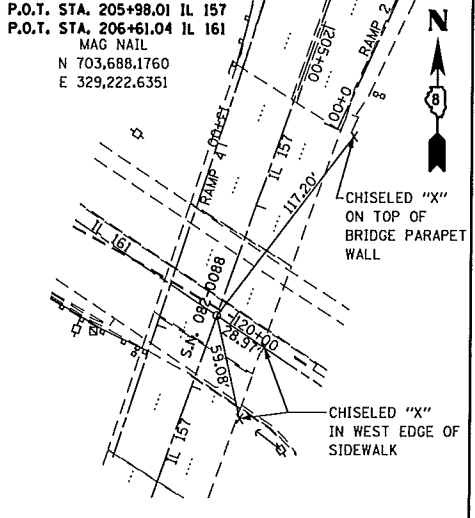 P.O.T. STA. 205+98.01 IL 157
P.O.T. STA. 206+61.04 IL 161
MAG NAIL
N 703,688.1760
E 329,222.6351
N
8
1205+00
RAMP 2
0+001
15+00
RAMP 4
IL 157
117.20'
CHISELED "X"
ON TOP OF
BRIDGE PARAPET
WALL
IL 161
S.N. 082-0088
120+00
28.97'
59.08'
CHISELED "X"
IN WEST EDGE OF
SIDEWALK
IL 157